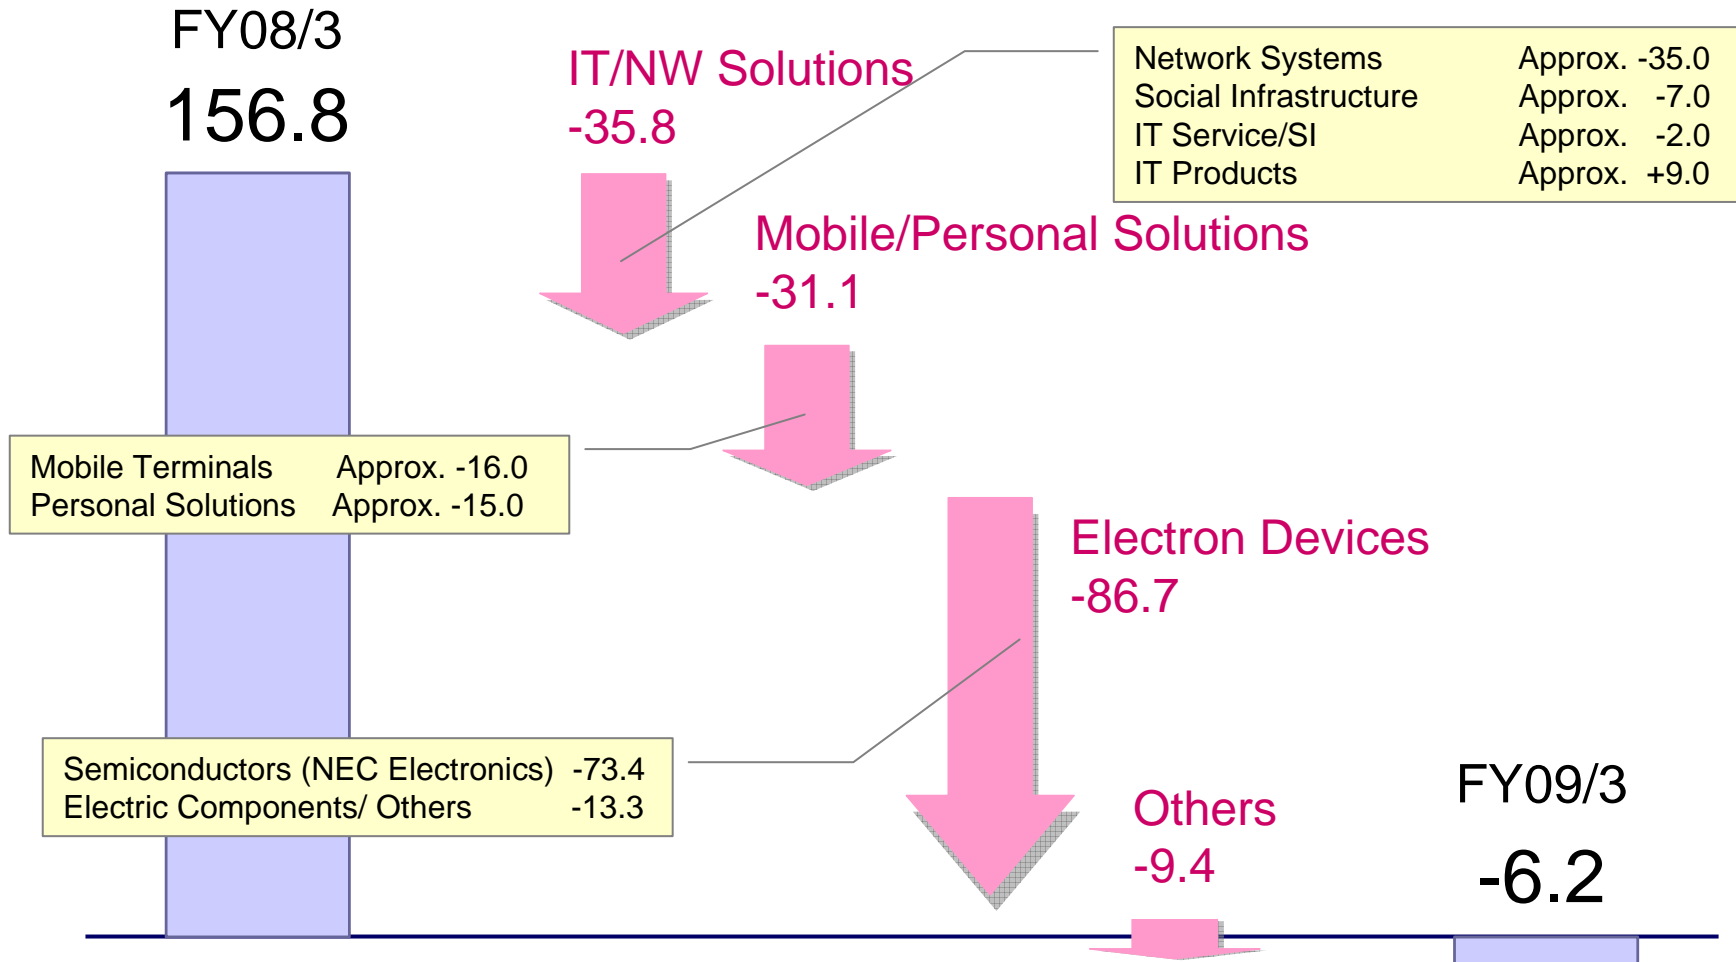 FY08/3
156.8
IT/NW Solutions
-35.8
Network Systems Approx. -35.0
Social Infrastructure Approx. -7.0
IT Service/SI Approx. -2.0
IT Products Approx. +9.0
Mobile/Personal Solutions
-31.1
Mobile Terminals Approx. -16.0
Personal Solutions Approx. -15.0
Electron Devices
-86.7
Semiconductors (NEC Electronics) -73.4
Electric Components/ Others -13.3
Others
-9.4
FY09/3
-6.2